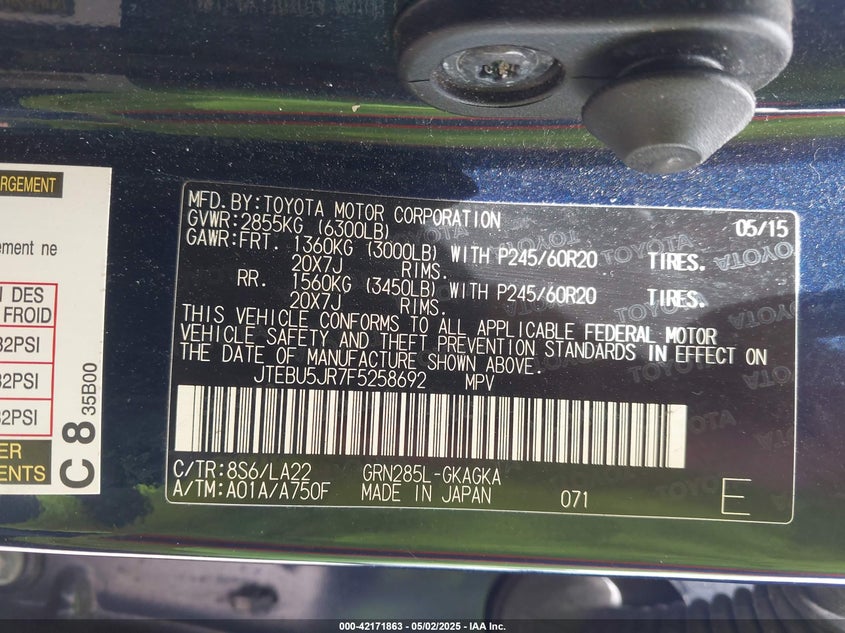 RGEMENT
ement ne
I DES
FROID
32PSI
32PSI
32PSI
ER
ENTS
C 8
35B00
MFD. BY: TOYOTA MOTOR CORPORATION 05/15
GVWR: 2855KG (6300LB)
GAWR: FRT. 1360KG (3000LB) WITH P245/60R20 TIRES.
20X7J RIMS.
RR. 1560KG (3450LB) WITH P245/60R20 TIRES.
20X7J RIMS.
THIS VEHICLE CONFORMS TO ALL APPLICABLE FEDERAL MOTOR
VEHICLE SAFETY AND THEFT PREVENTION STANDARDS IN EFFECT ON
THE DATE OF MANUFACTURE SHOWN ABOVE.
JTEBU5JR7F5258692 MPV
C/TR: 8S6/LA22 GRN285L-GKAGKA
A/TM: A01A/A750F MADE IN JAPAN 071 E
000-42171863 - 05/02/2025 - IAA Inc.